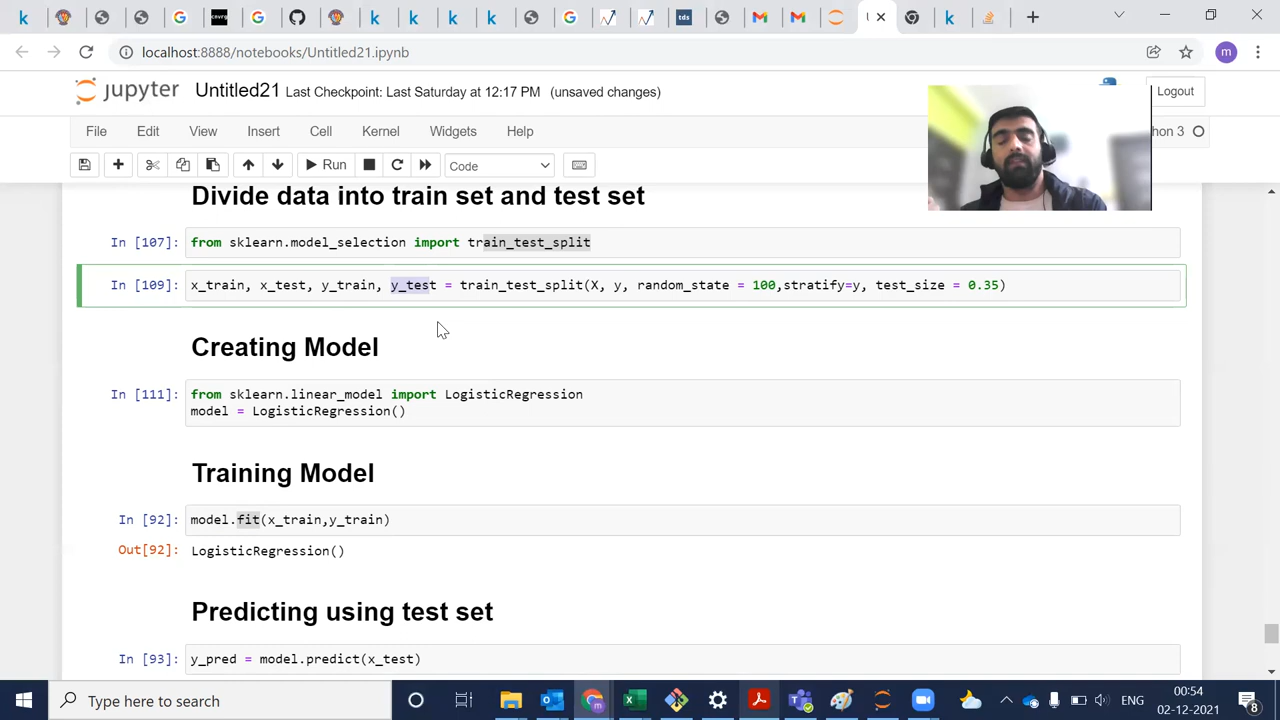 localhost:8888/notebooks/Untitled21.ipynb
m
jupyter Untitled21 Last Checkpoint: Last Saturday at 12:17 PM (unsaved changes)
Logout
File Edit View Insert Cell Kernel Widgets Help
hon 3
Run Code
Divide data into train set and test set
In [107]: from sklearn.model_selection import train_test_split
In [109]: x_train, x_test, y_train, y_test = train_test_split(X, y, random_state = 100,stratify=y, test_size = 0.35)
Creating Model
In [111]: from sklearn.linear_model import LogisticRegression
model = LogisticRegression()
Training Model
In [92]: model.fit(x_train,y_train)
Out[92]: LogisticRegression()
Predicting using test set
In [93]: y_pred = model.predict(x_test)
Type here to search
ENG
00:54
02-12-2021
8